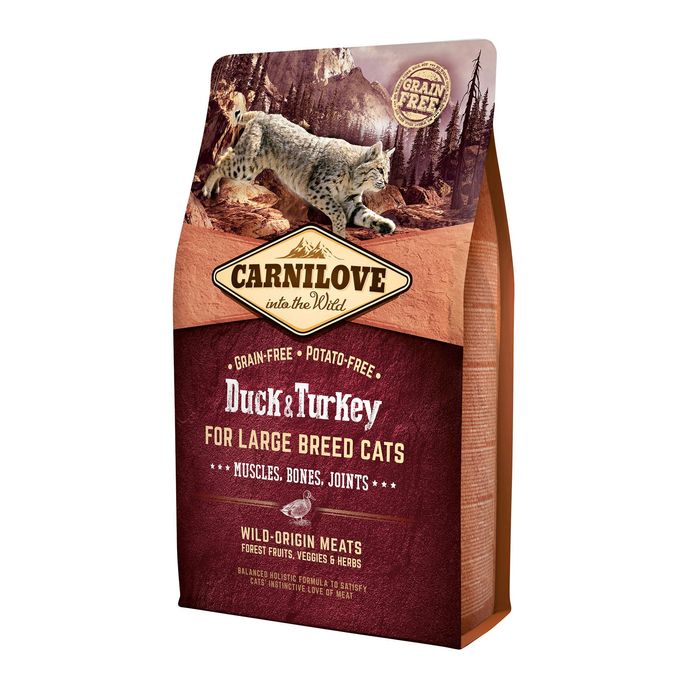 GRAIN
FREE
CARNILOVE
into the Wild
• GRAIN-FREE • POTATO-FREE •
Duck & Turkey
FOR LARGE BREED CATS
MUSCLES, BONES, JOINTS
WILD-ORIGIN MEATS
FOREST FRUITS, VEGGIES & HERBS
BALANCED HOLISTIC FORMULA TO SATISFY
CATS' INSTINCTIVE LOVE OF MEAT